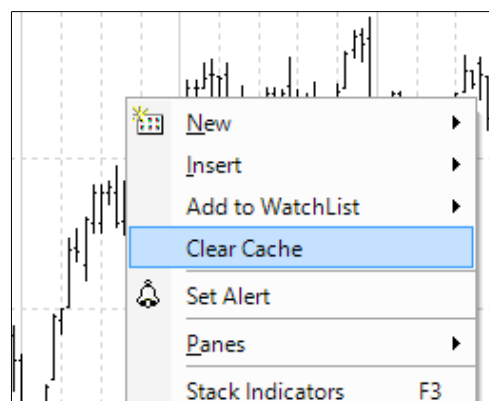 New
Insert
Add to WatchList
Clear Cache
Set Alert
Panes
Stack Indicators F3